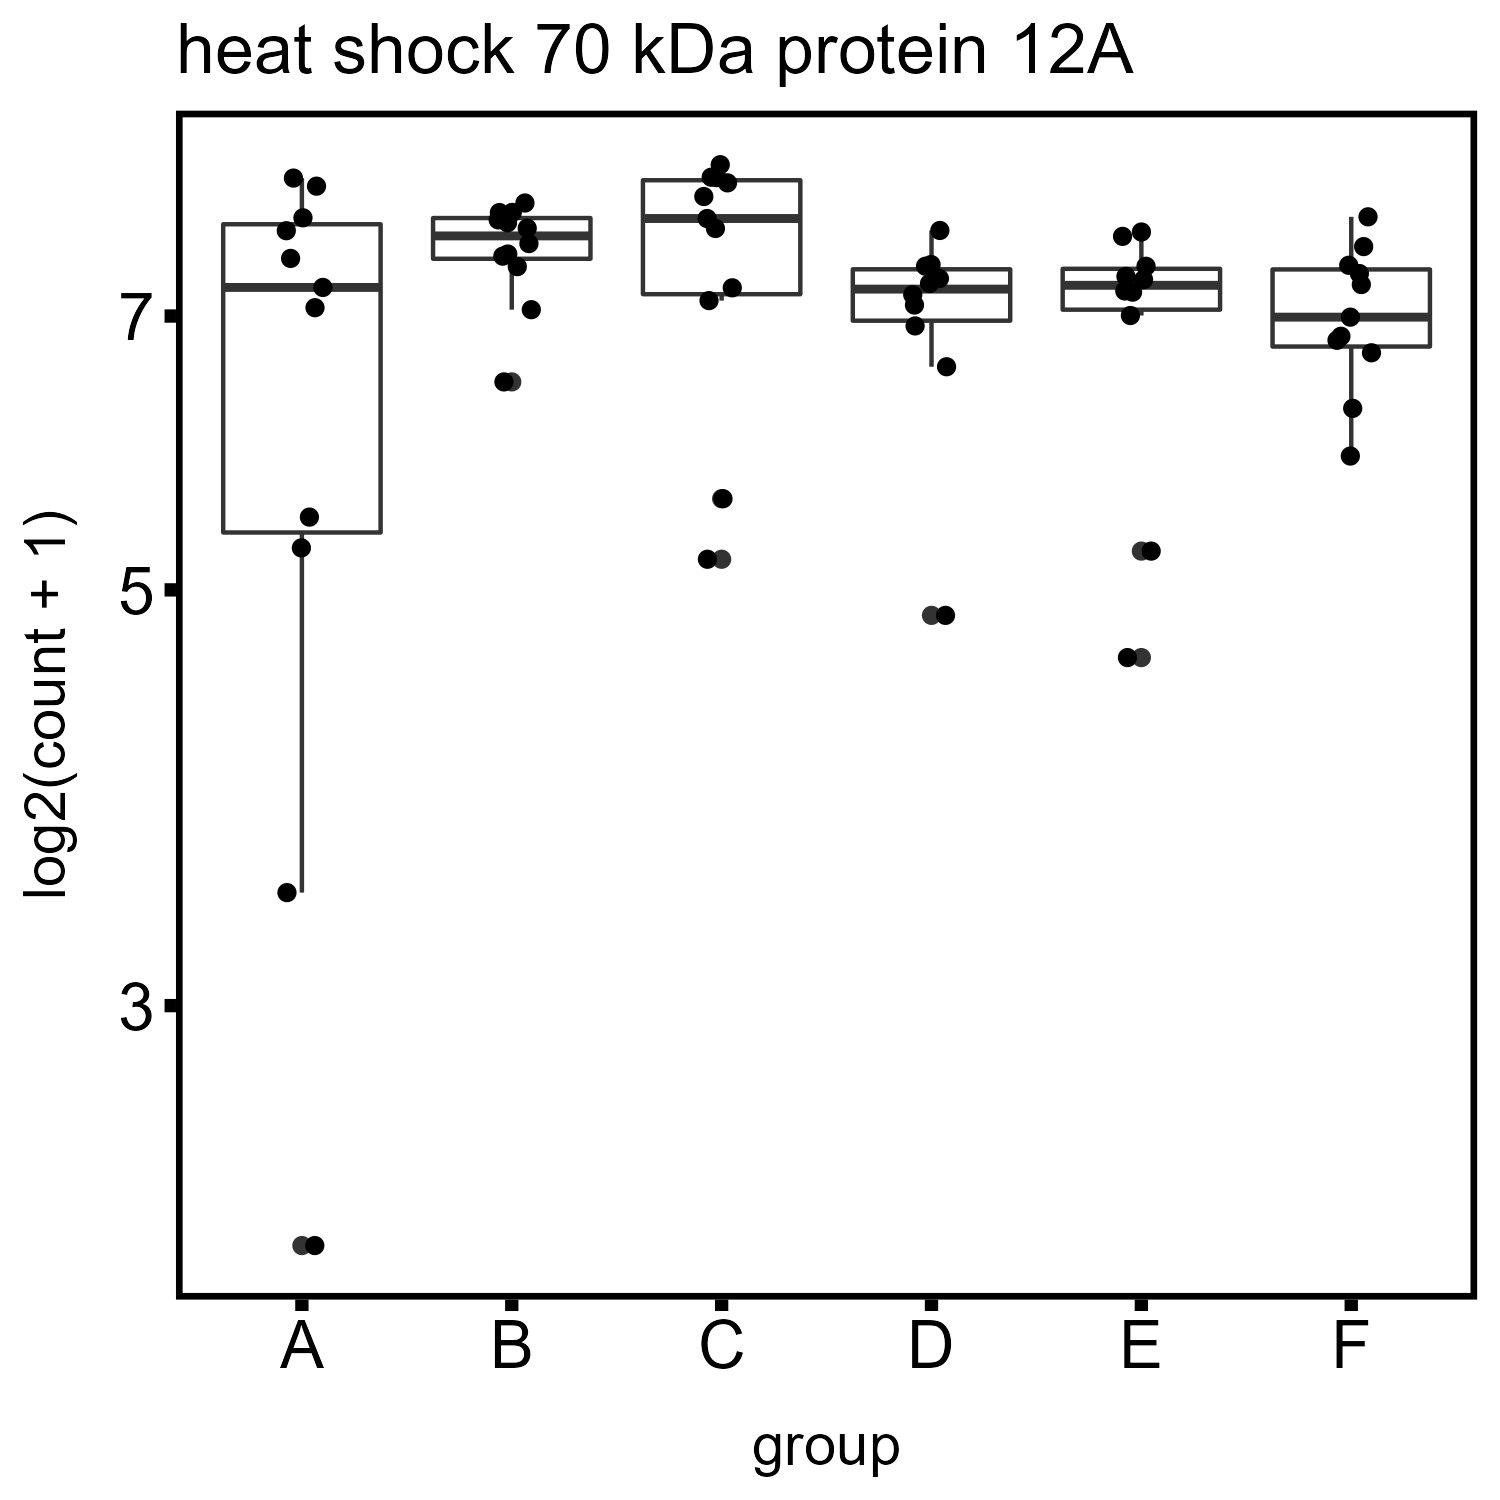 heat shock 70 kDa protein 12A
log2(count + 1)
7
5
3
A B C D E F
group